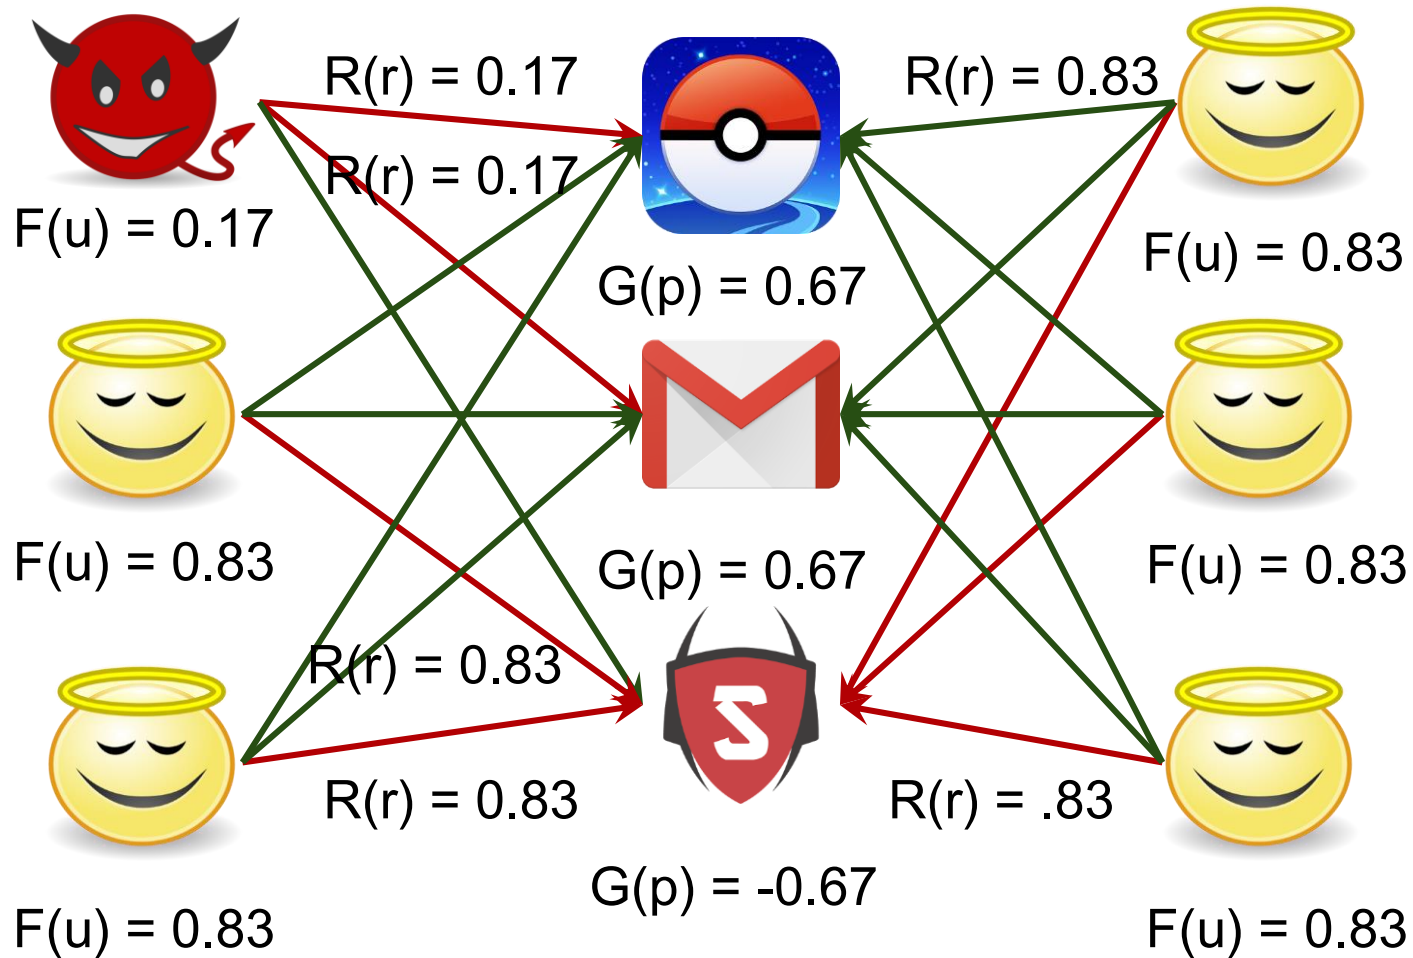 R(r) = 0.17
R(r) = 0.83
R(r) = 0.17
F(u) = 0.17
F(u) = 0.83
G(p) = 0.67
F(u) = 0.83
G(p) = 0.67
F(u) = 0.83
R(r) = 0.83
S
R(r) = 0.83
R(r) = .83
G(p) = -0.67
F(u) = 0.83
F(u) = 0.83